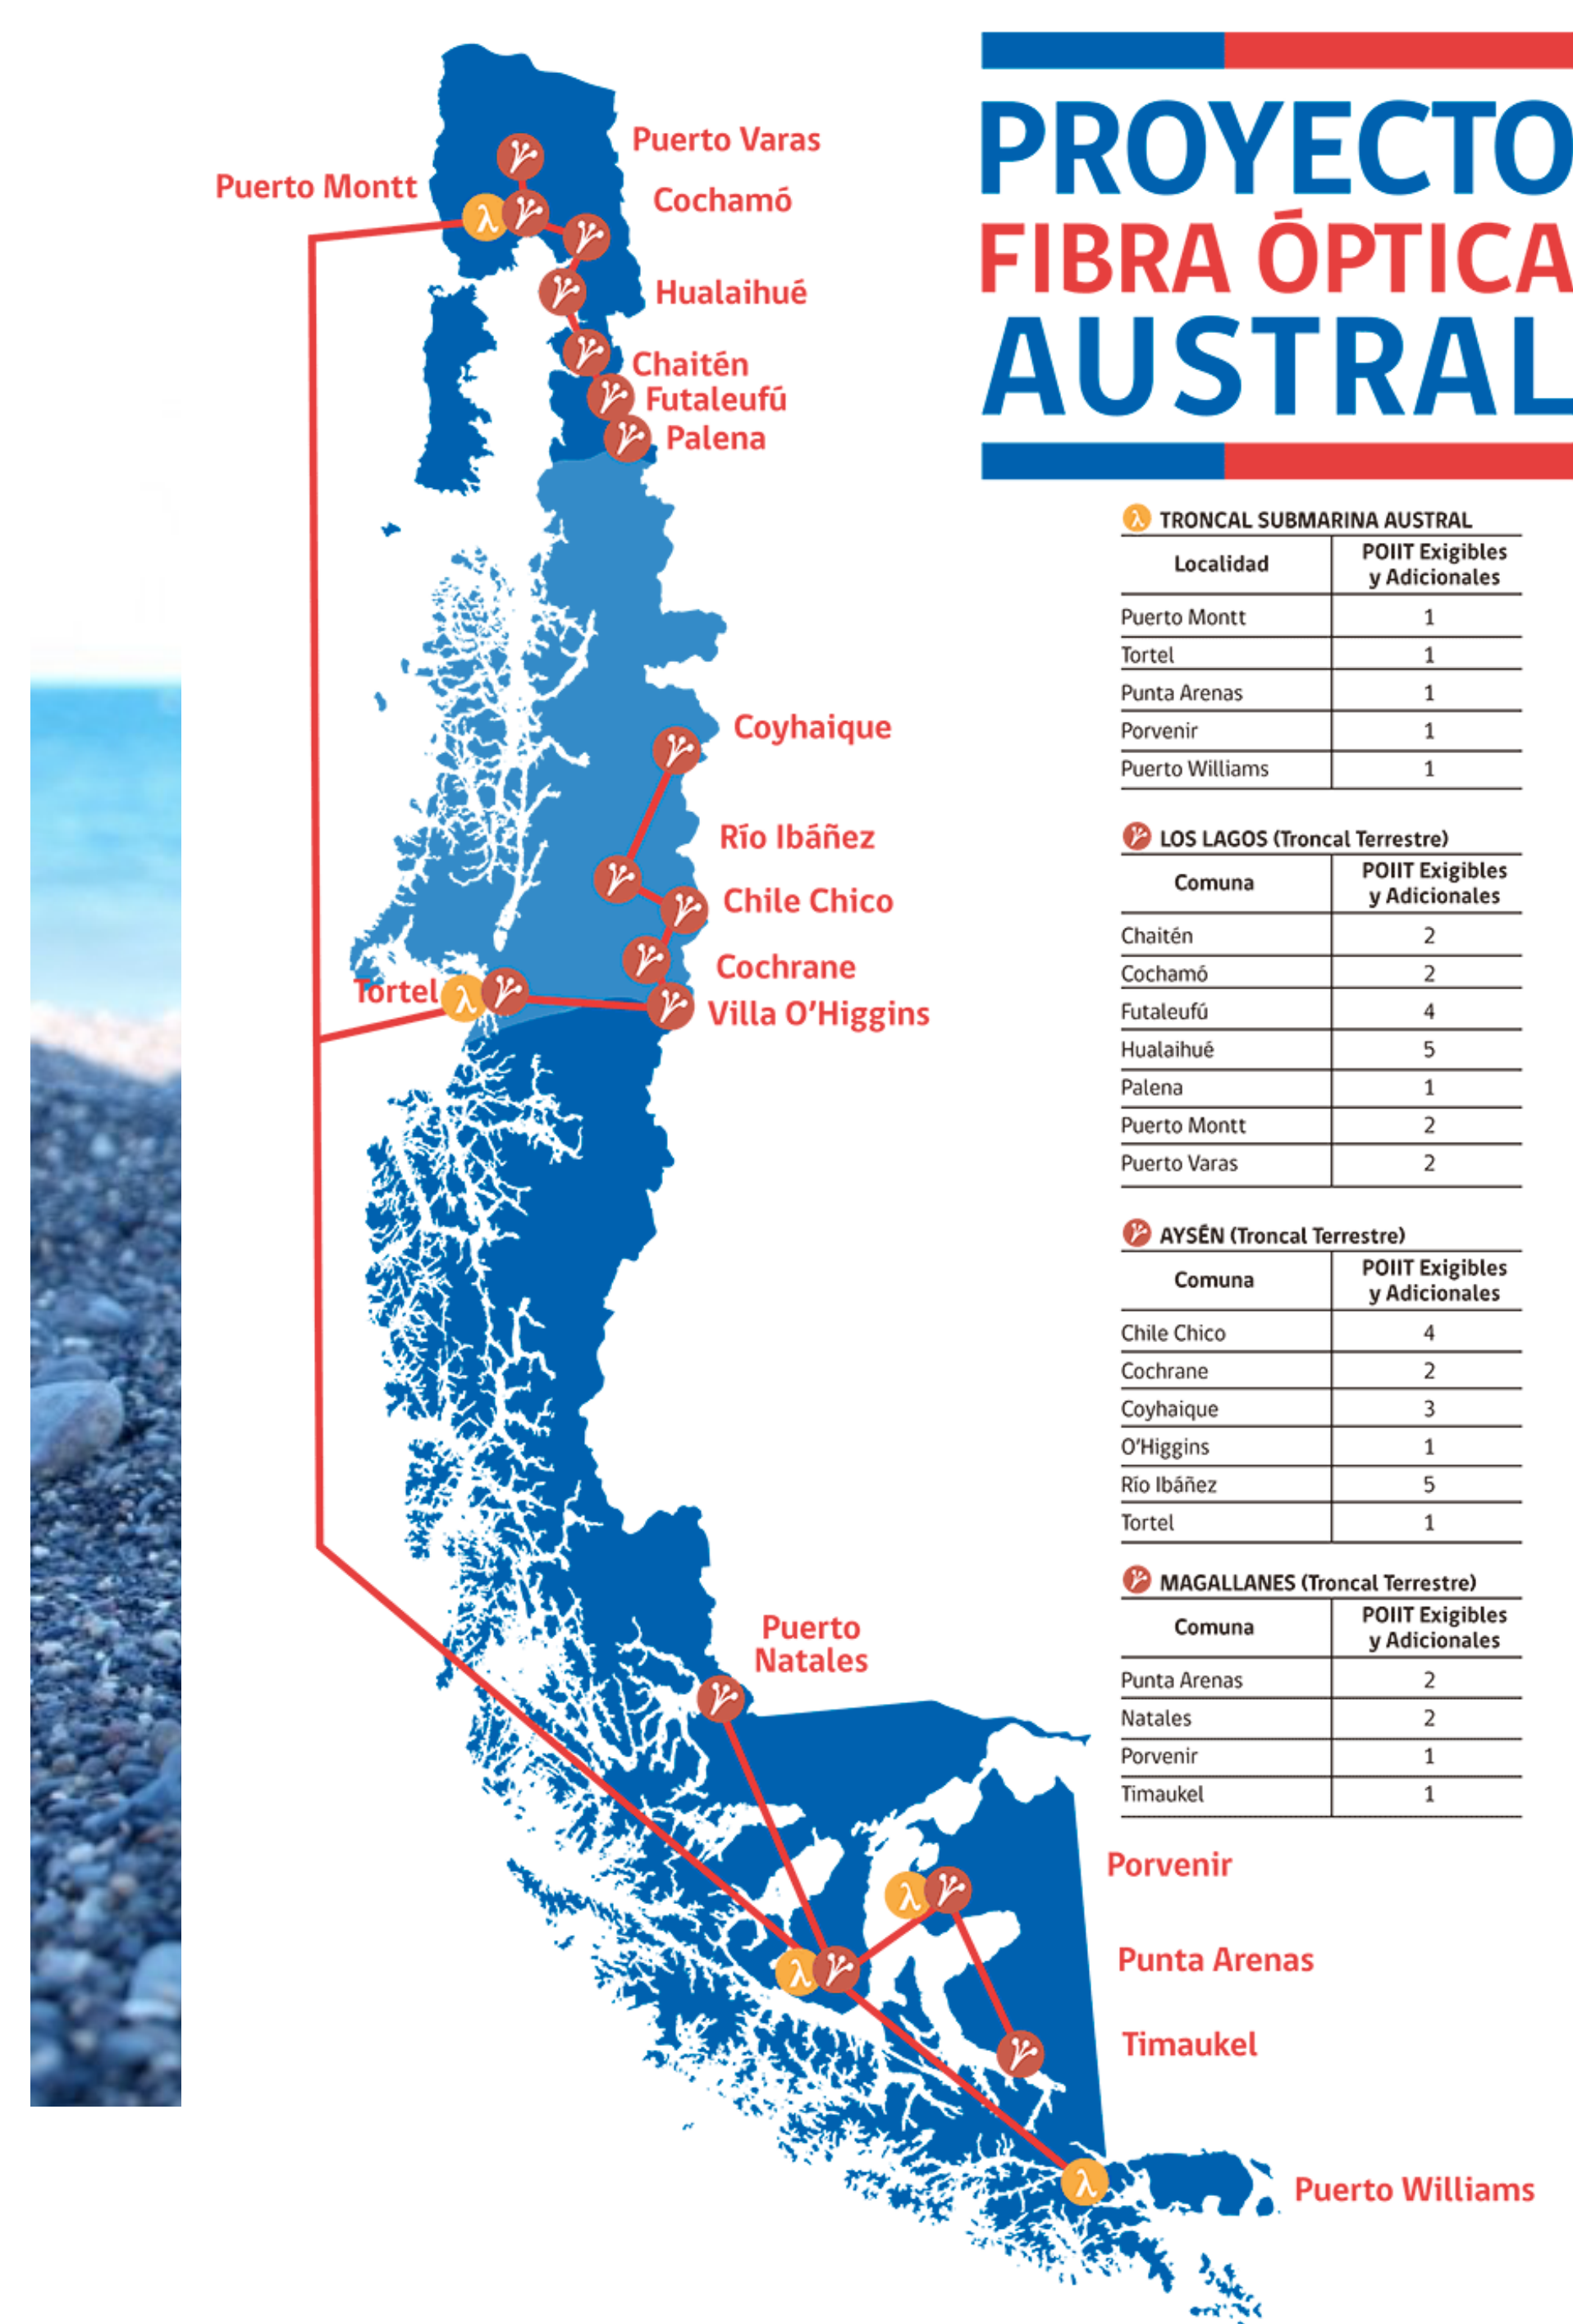 PROYECTO
FIBRA ÓPTICA
AUSTRAL
Puerto Varas
Puerto Montt
Cochamó
Hualaihué
Chaitén
Futaleufú
Palena
Coyhaique
Río Ibáñez
Chile Chico
Cochrane
Tortel
Villa O'Higgins
Puerto
Natales
Porvenir
Punta Arenas
Timaukel
Puerto Williams
λ TRONCAL SUBMARINA AUSTRAL
Localidad POIIT Exigibles
y Adicionales
Puerto Montt 1
Tortel 1
Punta Arenas 1
Porvenir 1
Puerto Williams 1
LOS LAGOS (Troncal Terrestre)
Comuna POIIT Exigibles
y Adicionales
Chaitén 2
Cochamó 2
Futaleufú 4
Hualaihué 5
Palena 1
Puerto Montt 2
Puerto Varas 2
AYSÉN (Troncal Terrestre)
Comuna POIIT Exigibles
y Adicionales
Chile Chico 4
Cochrane 2
Coyhaique 3
O'Higgins 1
Río Ibáñez 5
Tortel 1
MAGALLANES (Troncal Terrestre)
Comuna POIIT Exigibles
y Adicionales
Punta Arenas 2
Natales 2
Porvenir 1
Timaukel 1